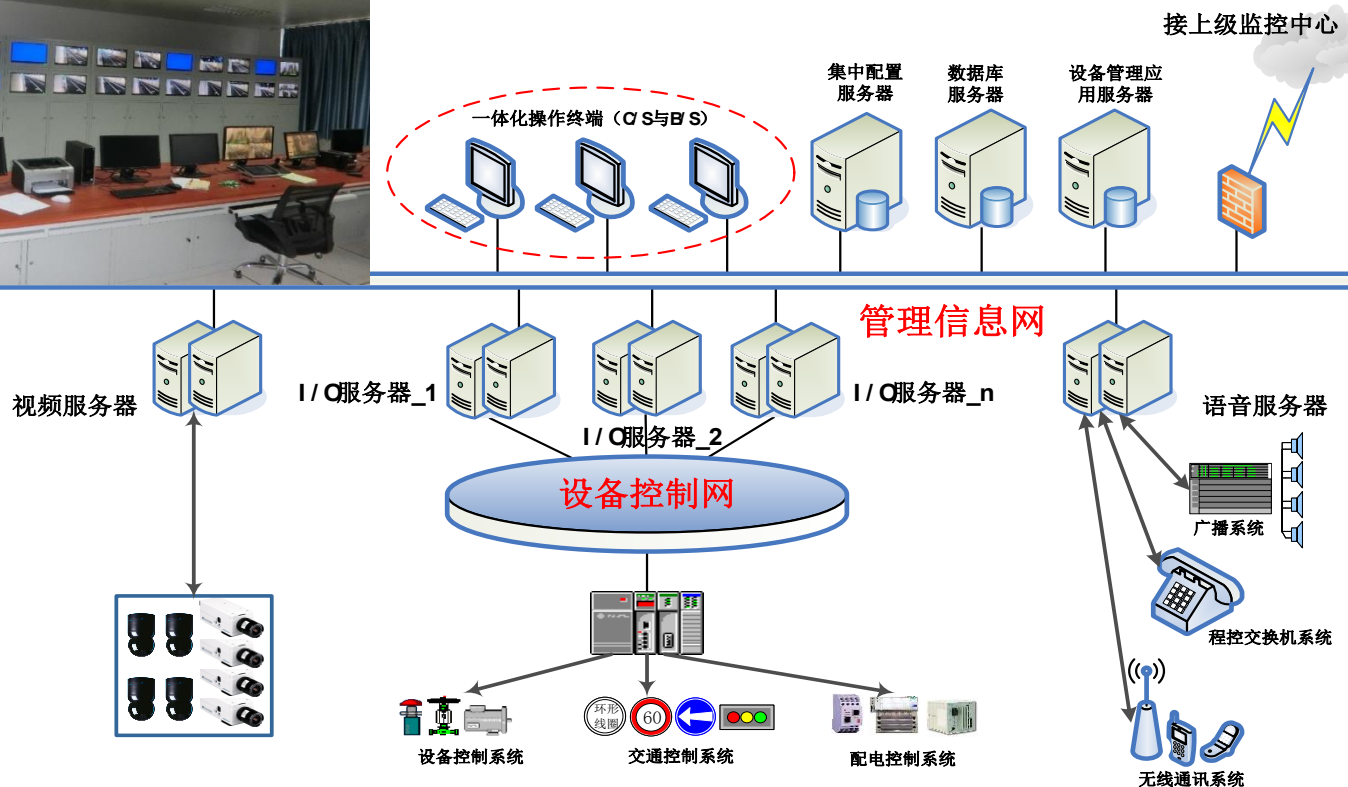 接上级监控中心
集中配置
服务器
数据库
服务器
设备管理应
用服务器
一体化操作终端（C/S与B/S）
管理信息网
视频服务器
I/O服务器_1
I/O服务器_2
I/O服务器_n
语音服务器
设备控制网
广播系统
程控交换机系统
环形
线圈
60
设备控制系统
交通控制系统
配电控制系统
无线通讯系统